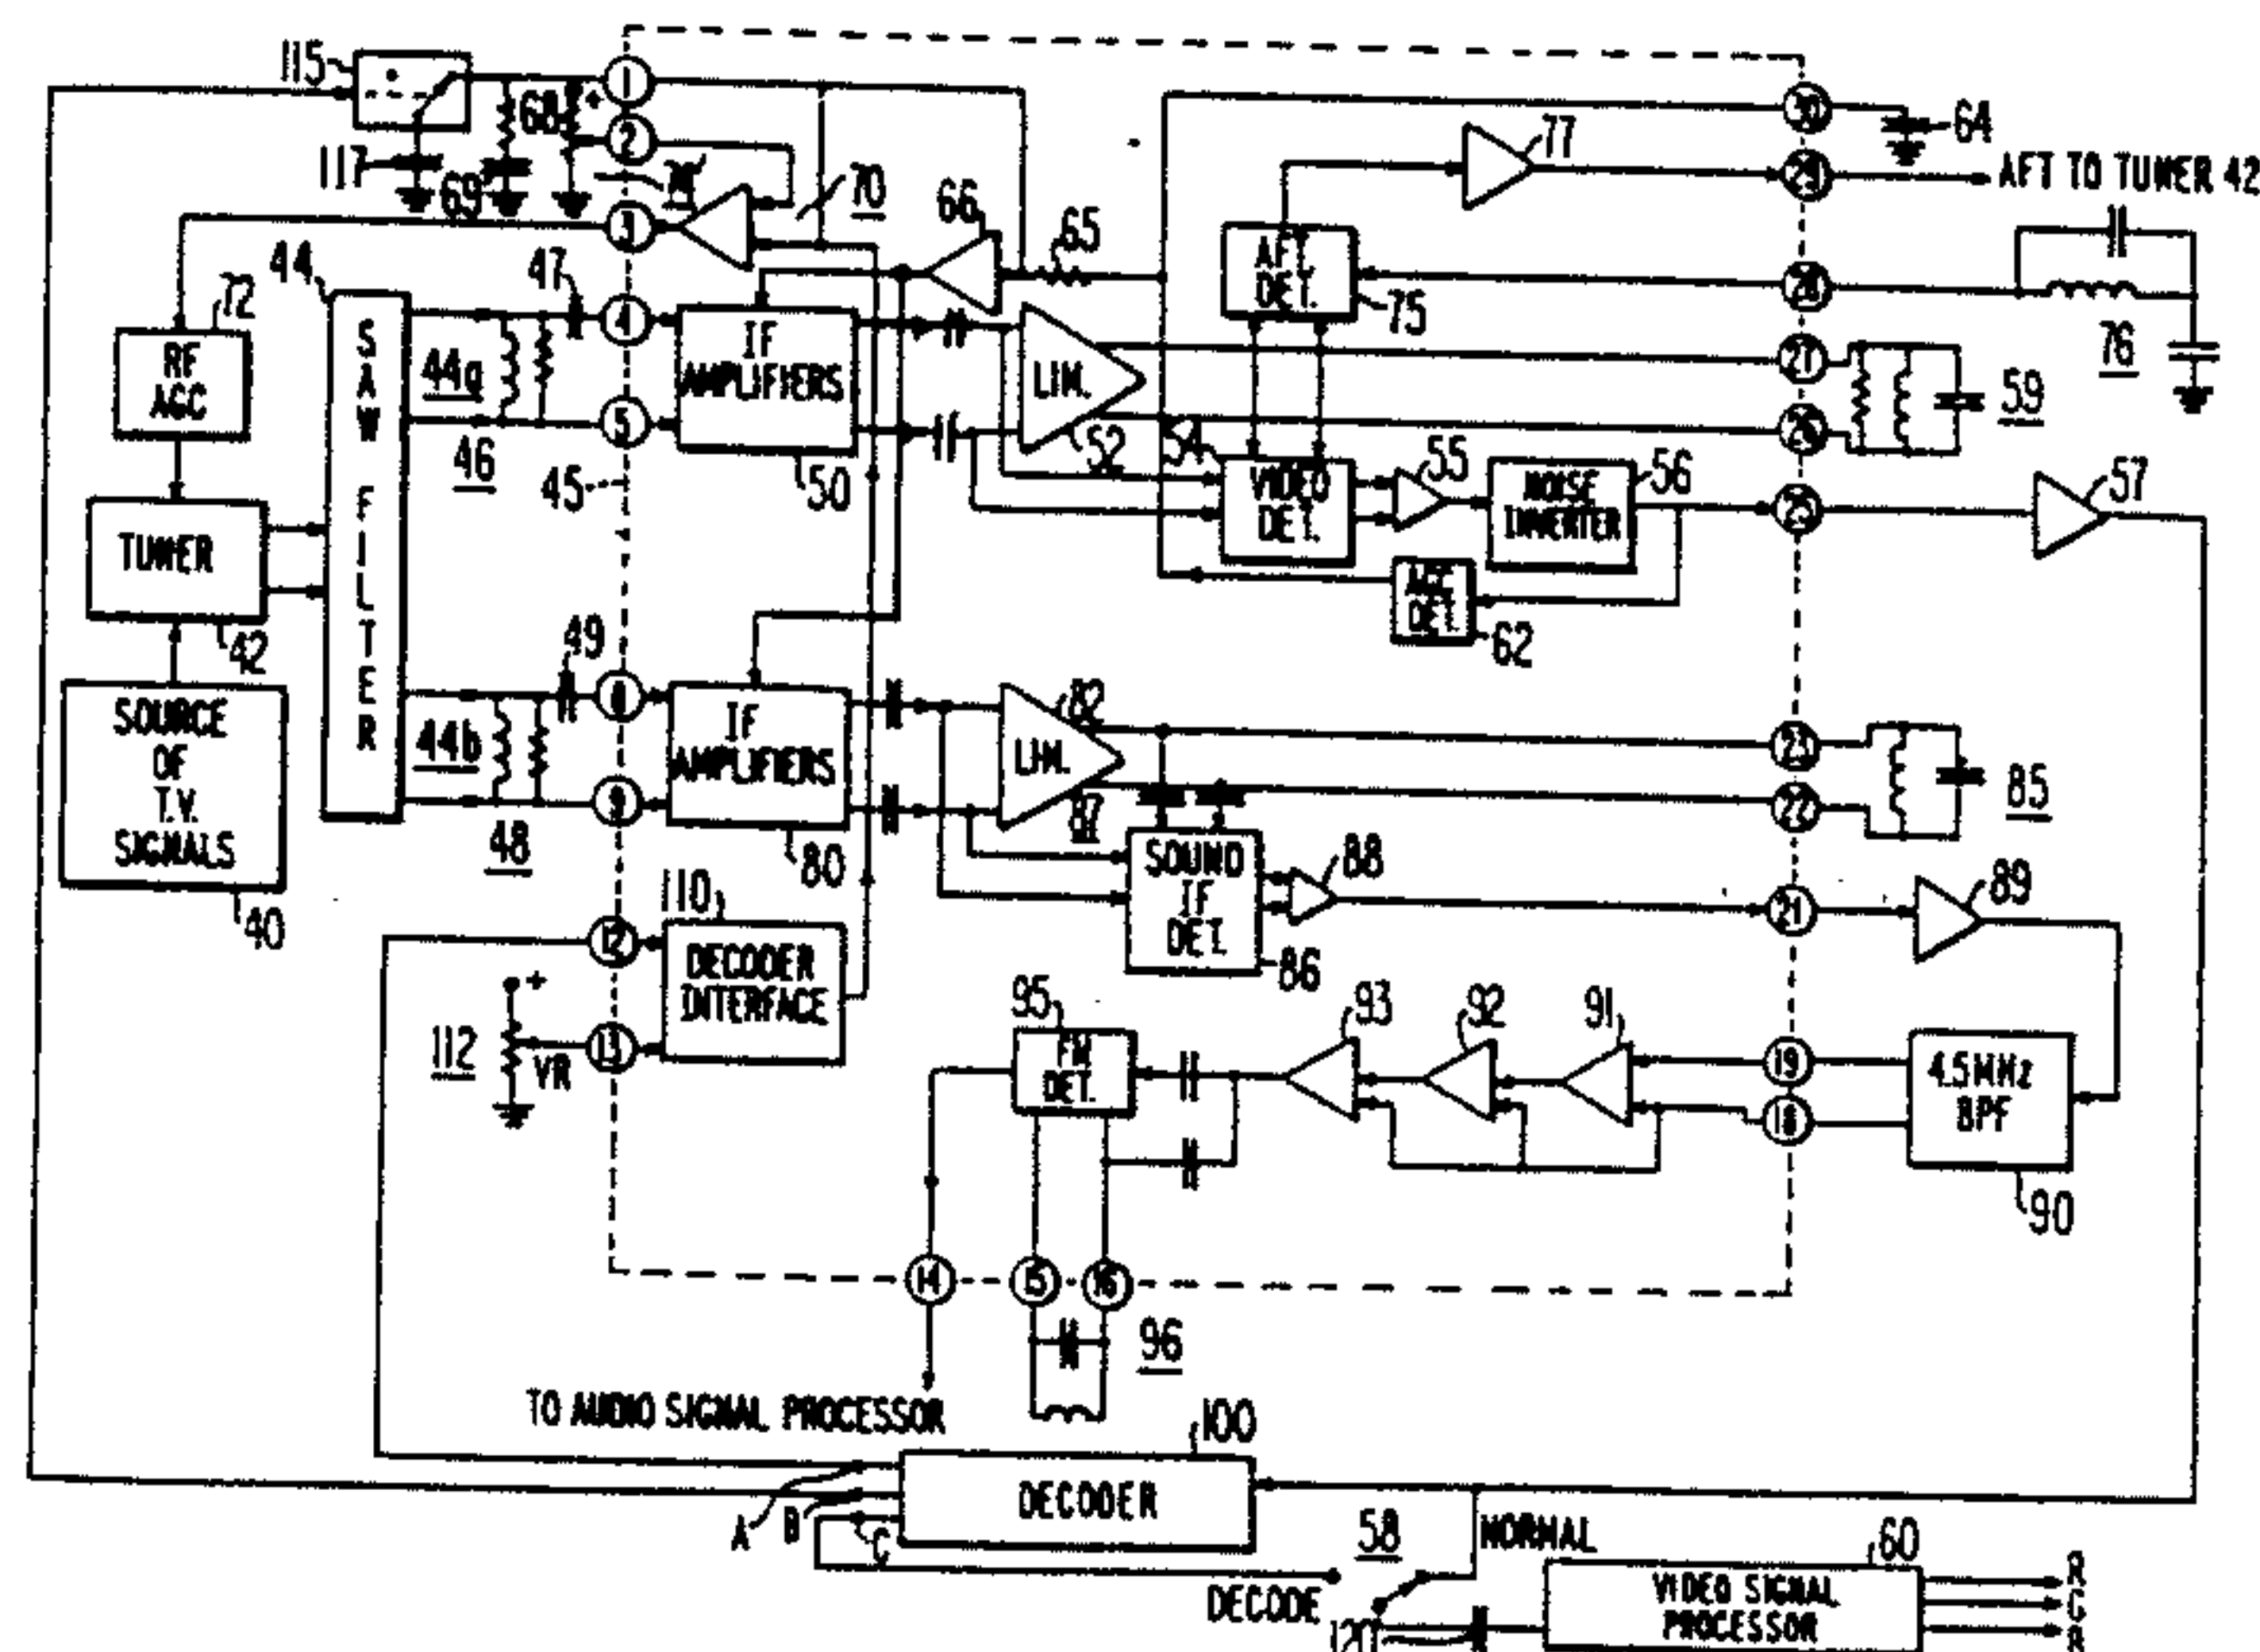 115
1
68
+
2
117
69
74
70
3
66
65
30
64
77
29
AFT TO TUNER 42
44
47
72
RF
AGC
4
IF
AMPLIFIERS
AFT
DET.
75
28
76
SAW FILTER
44a
5
46
45
50
LIM.
52
54
27
26
59
VIDEO
DET.
55
NOISE
INVERTER
56
25
57
TUNER
42
AGC
DET.
62
SOURCE
OF
T.V.
SIGNALS
40
49
8
44b
9
48
IF
AMPLIFIERS
80
82
LIM.
87
23
22
85
SOUND
IF
DET.
86
88
21
89
110
12
DECODER
INTERFACE
+
112
VR
13
95
FM
DET.
93
92
91
19
18
4.5MHz
BPF
90
14
15
16
96
TO AUDIO SIGNAL PROCESSOR
100
DECODER
A
B
C
58
NORMAL
DECODE
120
60
VIDEO SIGNAL
PROCESSOR
R
G
B